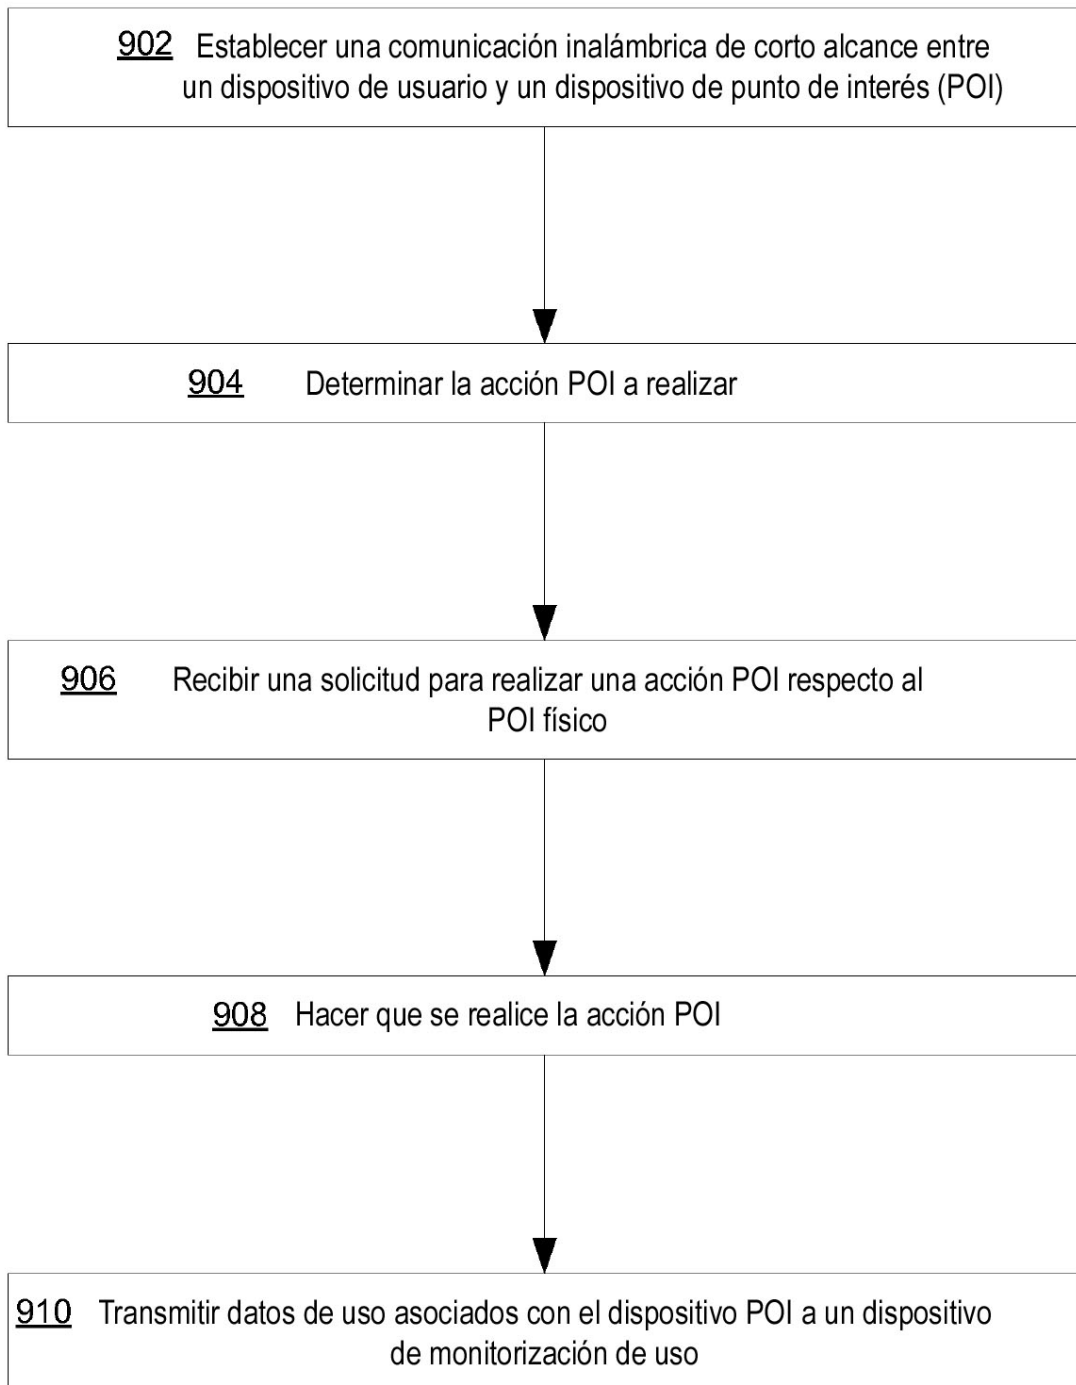 902 Establecer una comunicación inalámbrica de corto alcance entre
un dispositivo de usuario y un dispositivo de punto de interés (POI)
904 Determinar la acción POI a realizar
906 Recibir una solicitud para realizar una acción POI respecto al
POI físico
908 Hacer que se realice la acción POI
910 Transmitir datos de uso asociados con el dispositivo POI a un dispositivo
de monitorización de uso